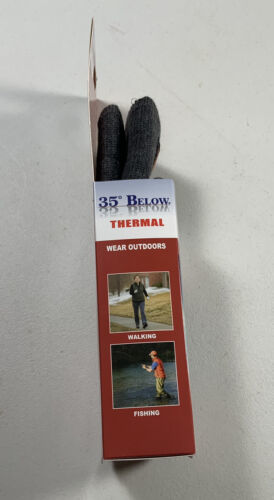 35° BELOW®
THERMAL
WEAR OUTDOORS
WALKING
FISHING